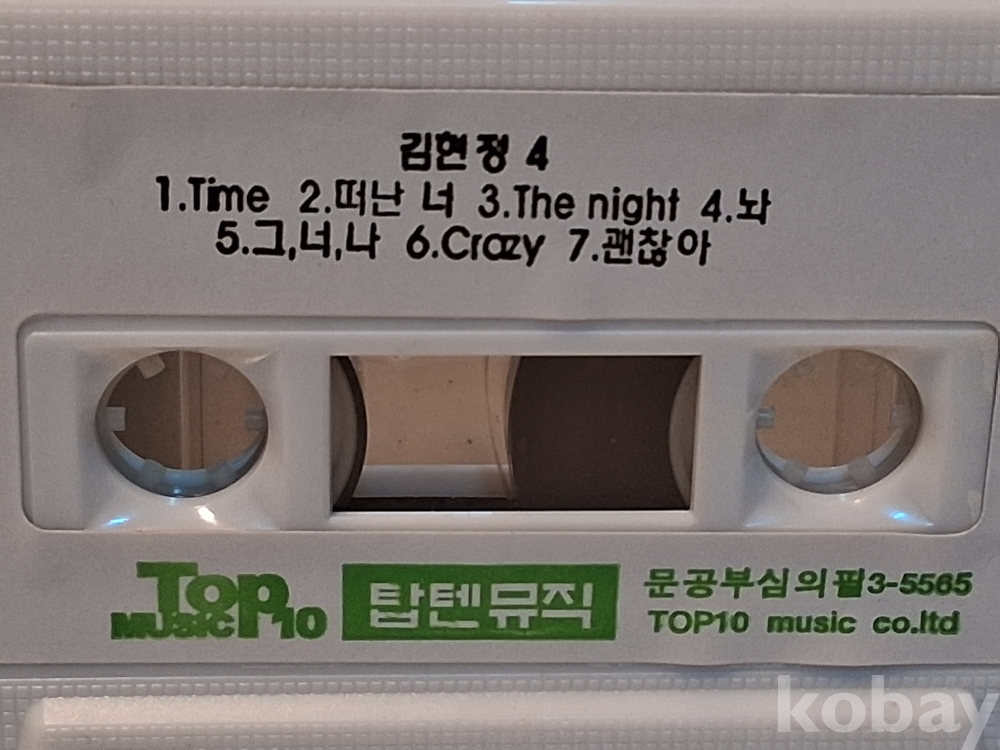 김현정 4
1.Time 2.떠난 너 3.The night 4.놔
5.그,너,나 6.Crazy 7.괜찮아
Top MUSIC 10
탑텐뮤직
문공부심의필3-5565
TOP10 music co.ltd
kobay